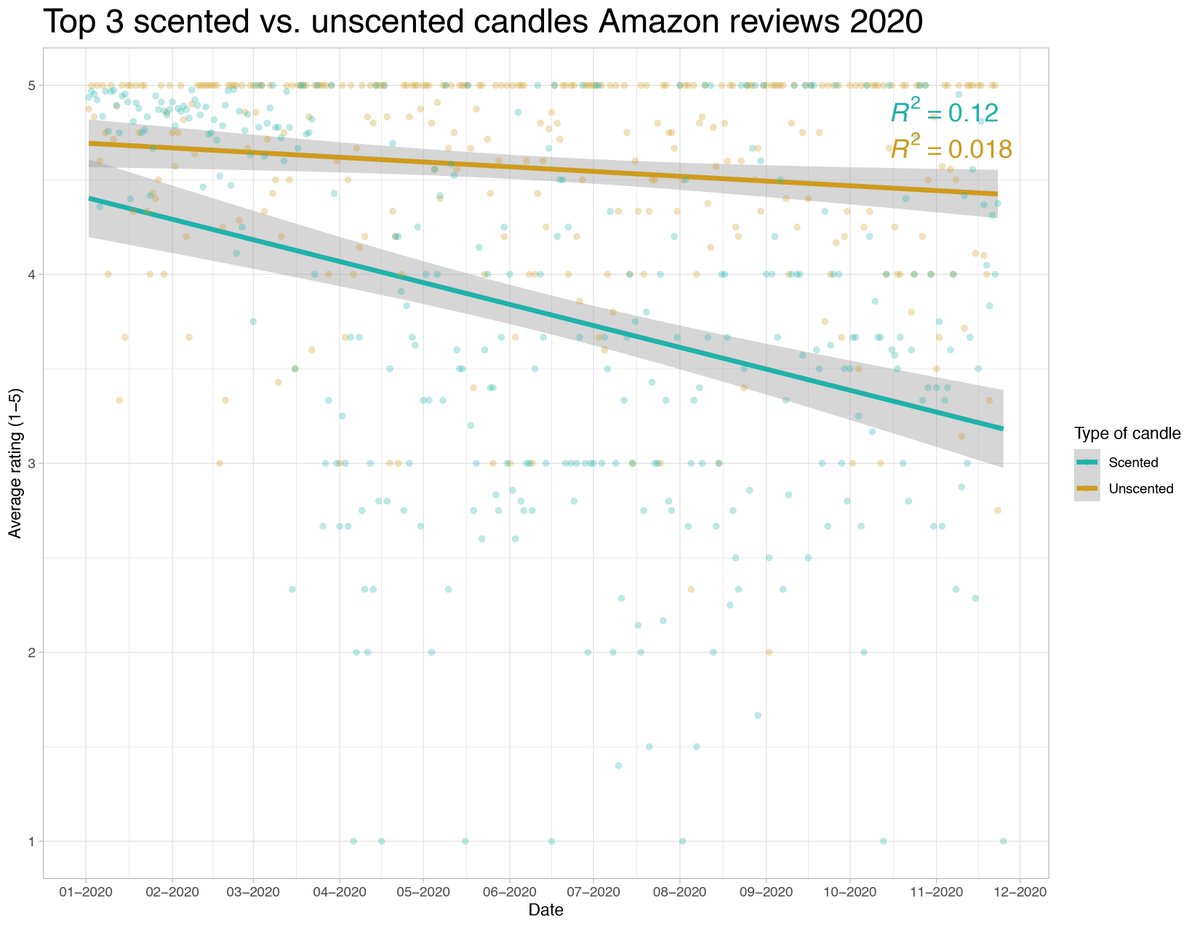 Top 3 scented vs. unscented candles Amazon reviews 2020
R² = 0.12
R² = 0.018
5
4
3
2
1
Average rating (1−5)
01−2020 02−2020 03−2020 04−2020 05−2020 06−2020 07−2020 08−2020 09−2020 10−2020 11−2020 12−2020
Date
Type of candle
Scented
Unscented